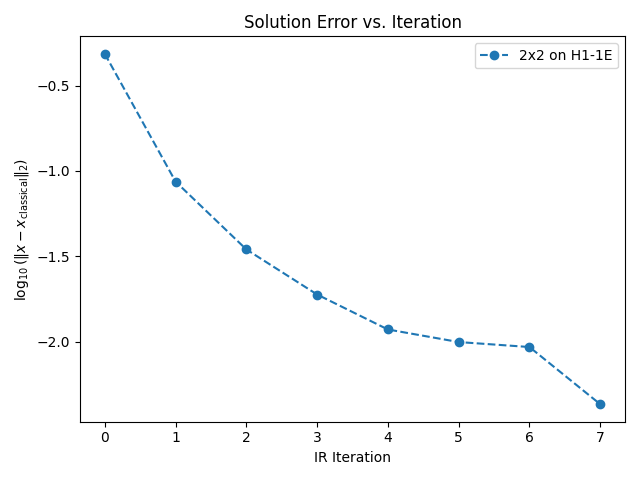 Solution Error vs. Iteration
2x2 on H1-1E
−0.5
−1.0
−1.5
−2.0
log₁₀(‖x − x_classical‖₂)
0 1 2 3 4 5 6 7
IR Iteration